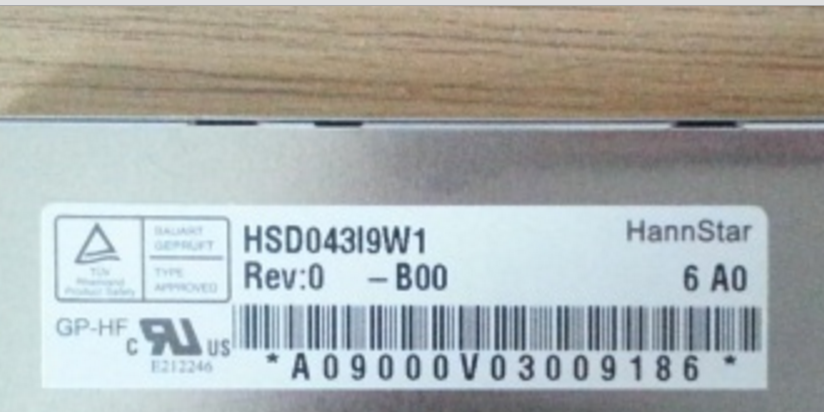 HSD043I9W1
HannStar
Rev:0 -B00
6 A0
TÜV
Rheinland
Product Safety
BAUART
GEPRÜFT
TYPE
APPROVED
GP-HF
C
US
E212246
*A09000V03009186*